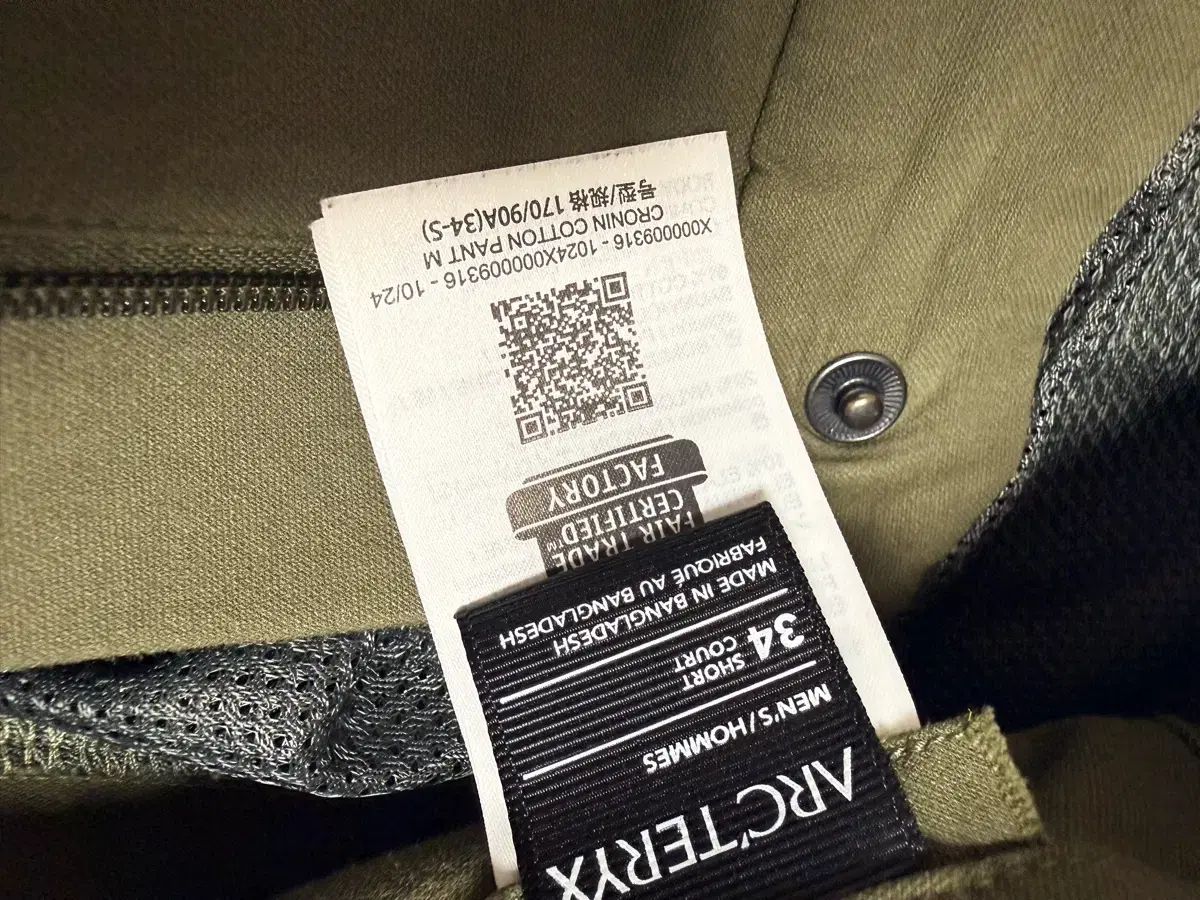 ARC'TERYX
MEN'S / HOMMES
34 SHORT
COURT
MADE IN BANGLADESH
FABRIQUÉ AU BANGLADESH
FAIR TRADE
CERTIFIED™
FACTORY
X000009316 - 1024X000009316 - 10/24
CRONIN COTTON PANT M
号型/规格 170/90A(34-S)